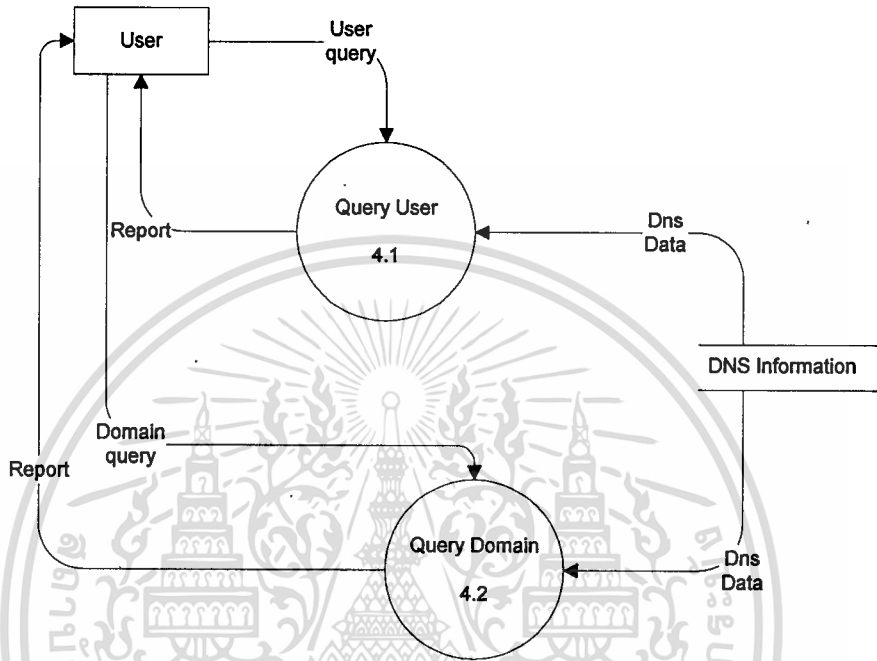 User
User
query
Query User
4.1
Report
Dns
Data
DNS Information
Domain
query
Report
Query Domain
4.2
Dns
Data